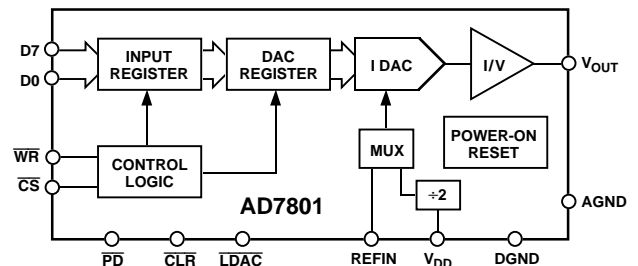 D7
D0
INPUT
REGISTER
DAC
REGISTER
I DAC
I/V
VOUT
WR
CS
CONTROL
LOGIC
MUX
÷2
POWER-ON
RESET
AD7801
AGND
PD
CLR
LDAC
REFIN
VDD
DGND